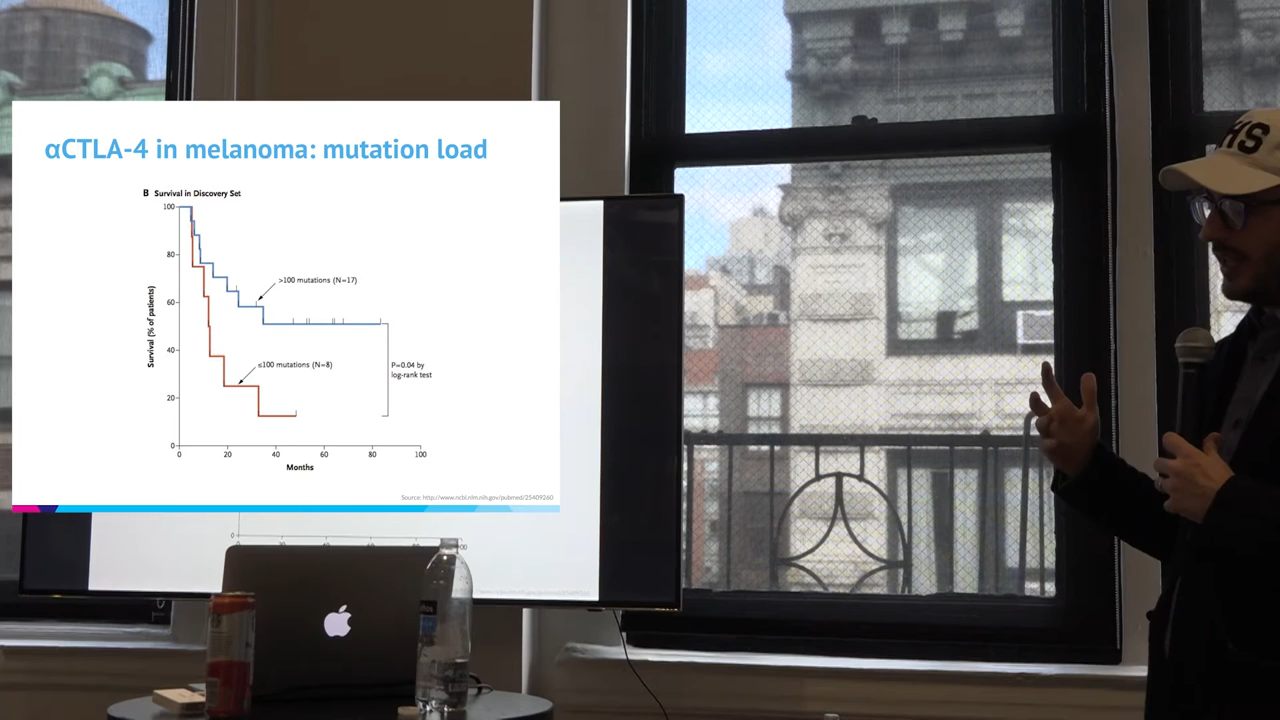 αCTLA-4 in melanoma: mutation load
B Survival in Discovery Set
100
80
60
40
20
0
Survival (% of patients)
>100 mutations (N=17)
≤100 mutations (N=8)
P=0.04 by
log-rank test
0 20 40 60 80 100
Months
Source: http://www.ncbi.nlm.nih.gov/pubmed/25409260
HS
0